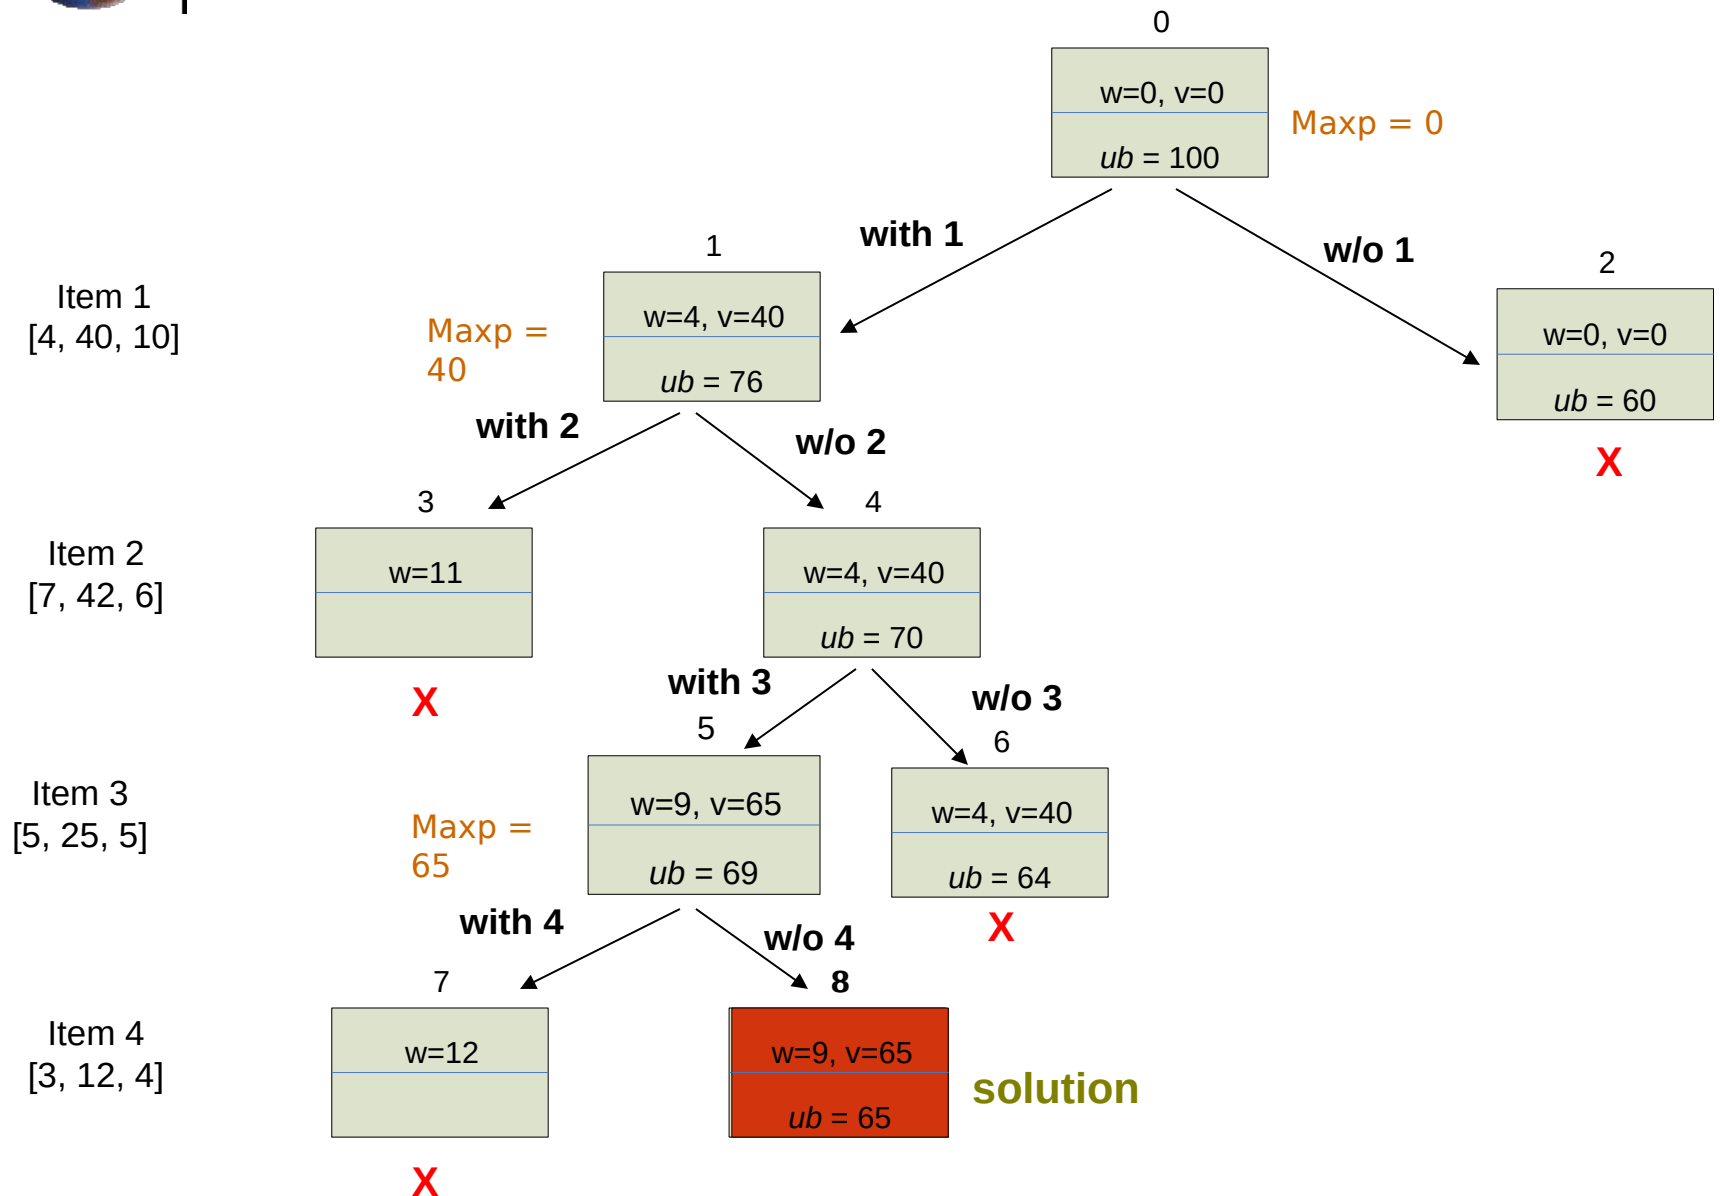 0
w=0, v=0
Maxp = 0
ub = 100
with 1
w/o 1
1
2
Item 1
[4, 40, 10]
Maxp =
40
w=4, v=40
ub = 76
w=0, v=0
ub = 60
X
with 2
w/o 2
3
4
Item 2
[7, 42, 6]
w=11
X
w=4, v=40
ub = 70
with 3
w/o 3
5
6
Item 3
[5, 25, 5]
Maxp =
65
w=9, v=65
ub = 69
w=4, v=40
ub = 64
X
with 4
w/o 4
7
8
Item 4
[3, 12, 4]
w=12
X
w=9, v=65
ub = 65
solution